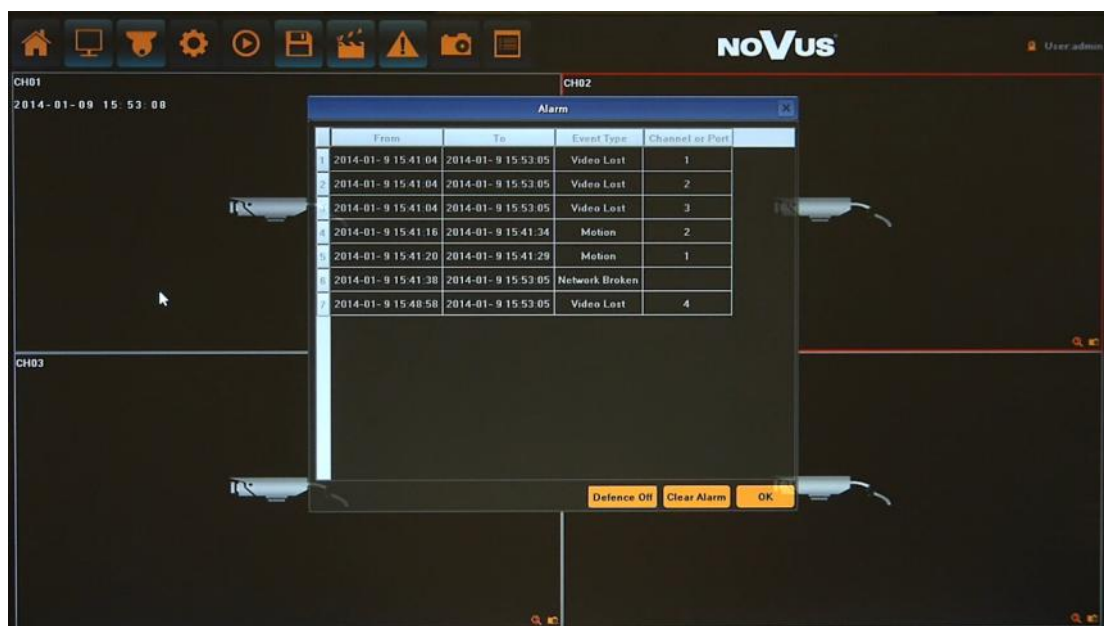 NOVUS
User:admin
CH01
CH02
2014-01-09 15:53:08
Alarm
From To Event Type Channel or Port
1 2014-01- 9 15:41:04 2014-01- 9 15:53:05 Video Lost 1
2 2014-01- 9 15:41:04 2014-01- 9 15:53:05 Video Lost 2
3 2014-01- 9 15:41:04 2014-01- 9 15:53:05 Video Lost 3
4 2014-01- 9 15:41:16 2014-01- 9 15:41:34 Motion 2
5 2014-01- 9 15:41:20 2014-01- 9 15:41:29 Motion 1
6 2014-01- 9 15:41:38 2014-01- 9 15:53:05 Network Broken
7 2014-01- 9 15:48:58 2014-01- 9 15:53:05 Video Lost 4
CH03
Defence Off Clear Alarm OK